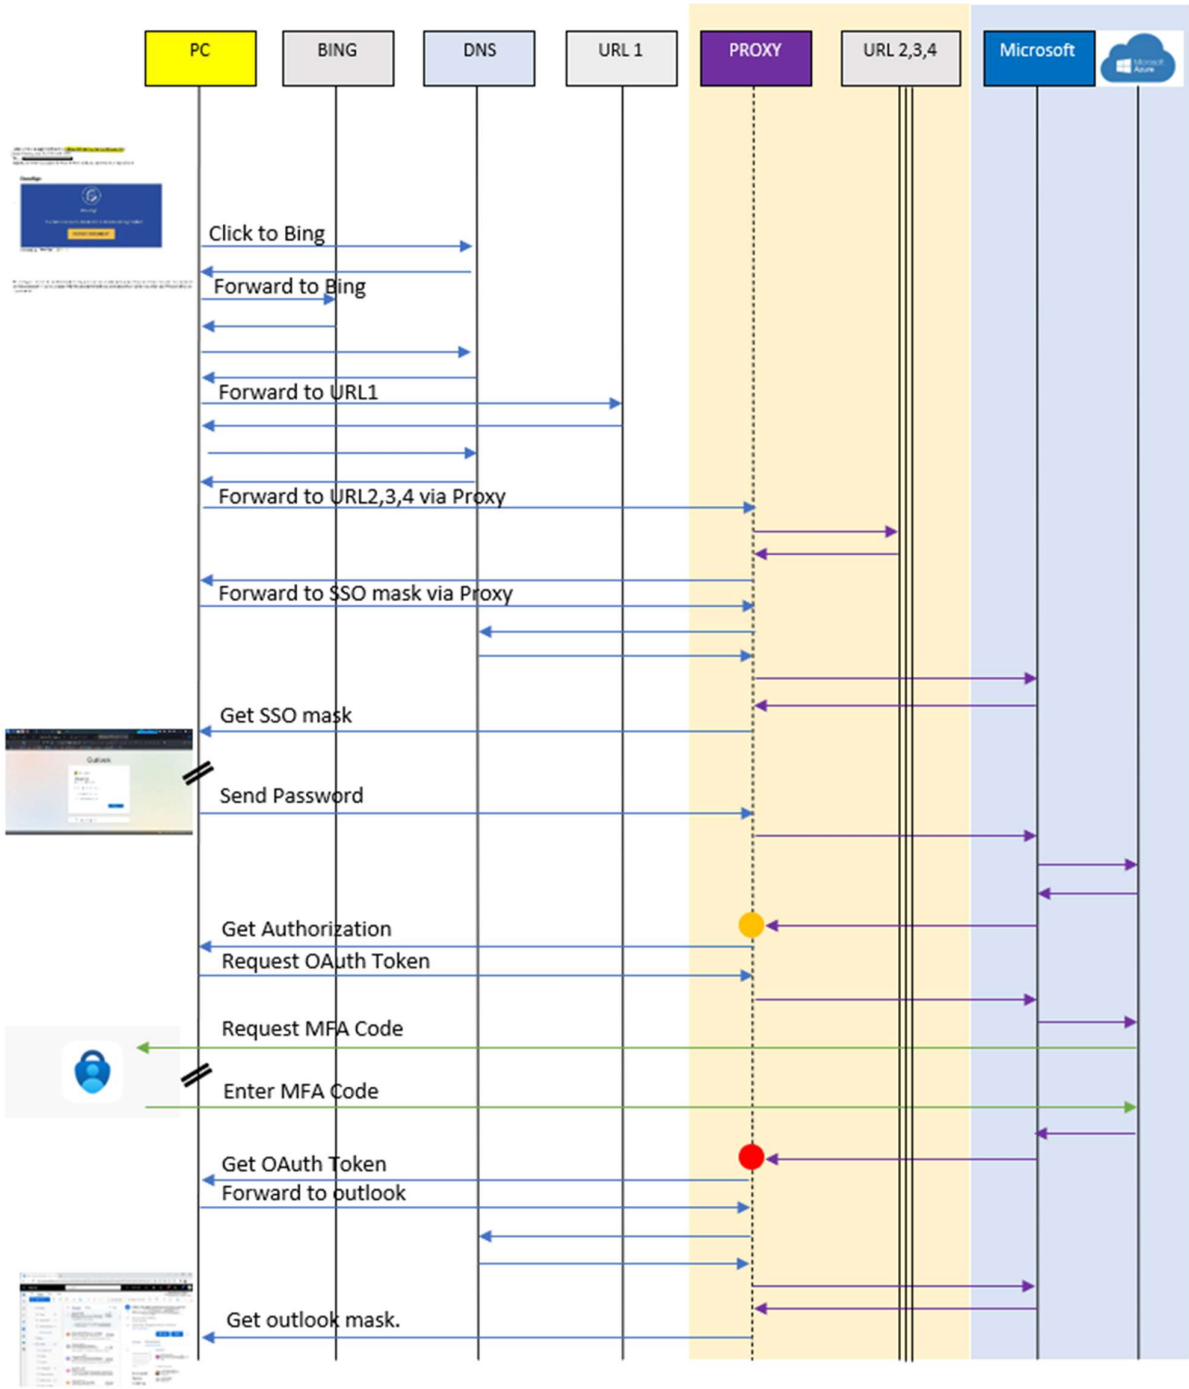 PC
BING
DNS
URL 1
PROXY
URL 2,3,4
Microsoft
Microsoft
Azure
Click to Bing
Forward to Bing
Forward to URL1
Forward to URL2,3,4 via Proxy
Forward to SSO mask via Proxy
Get SSO mask
Outlook
Send Password
Get Authorization
Request OAuth Token
Request MFA Code
Enter MFA Code
Get OAuth Token
Forward to outlook
Get outlook mask.